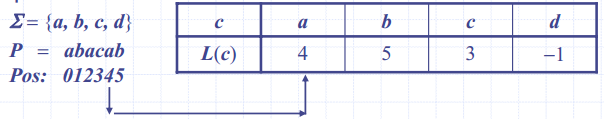 Σ= {a, b, c, d}
P = abacab
Pos: 012345
c a b c d
L(c) 4 5 3 −1